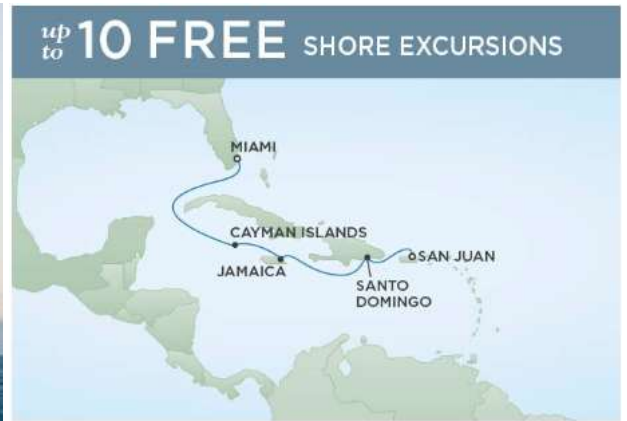 up to 10 FREE SHORE EXCURSIONS
MIAMI
CAYMAN ISLANDS
JAMAICA
SAN JUAN
SANTO
DOMINGO